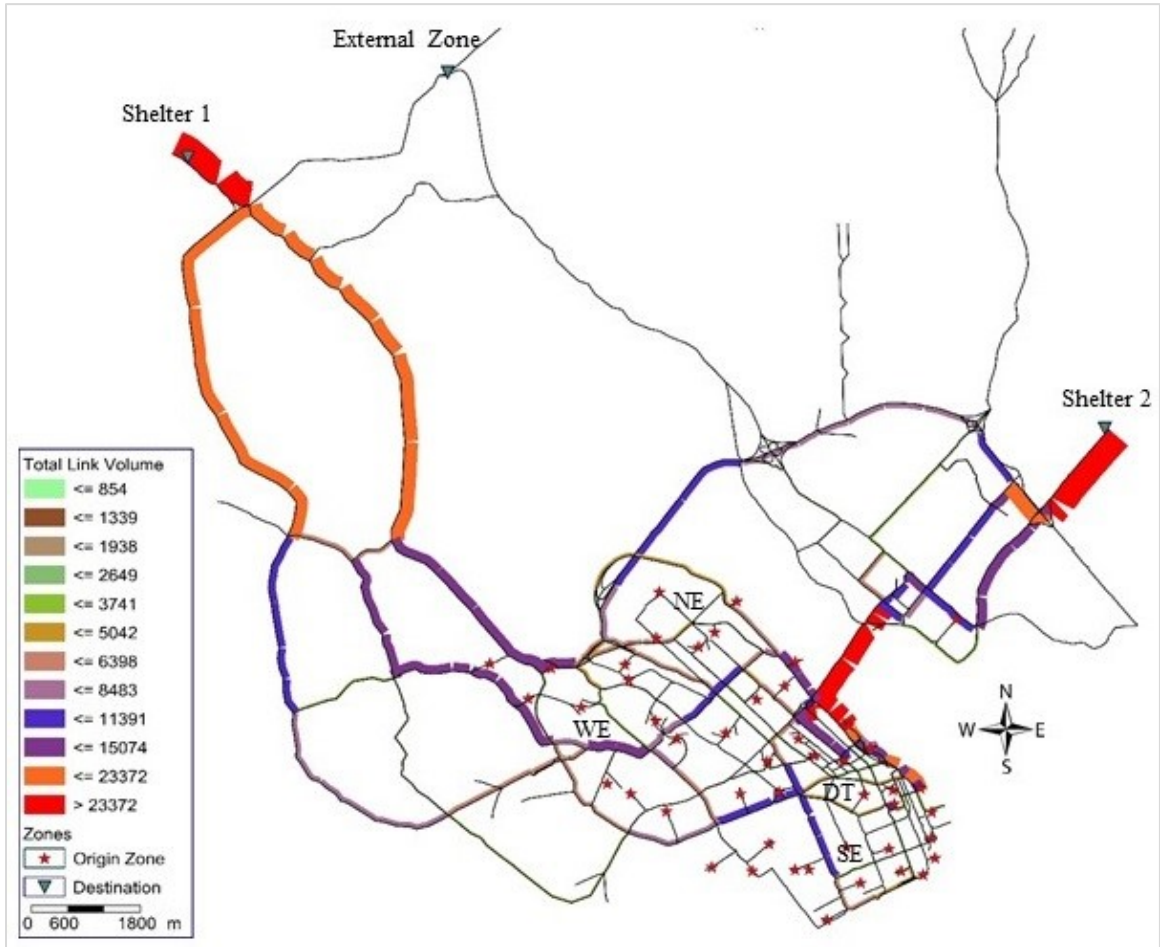 External Zone
Shelter 1
Shelter 2
Total Link Volume
<= 854
<= 1339
<= 1938
<= 2649
<= 3741
<= 5042
<= 6398
<= 8483
<= 11391
<= 15074
<= 23372
> 23372
Zones
Origin Zone
Destination
0 600 1800 m
NE
WE
DT
SE
N
W E
S